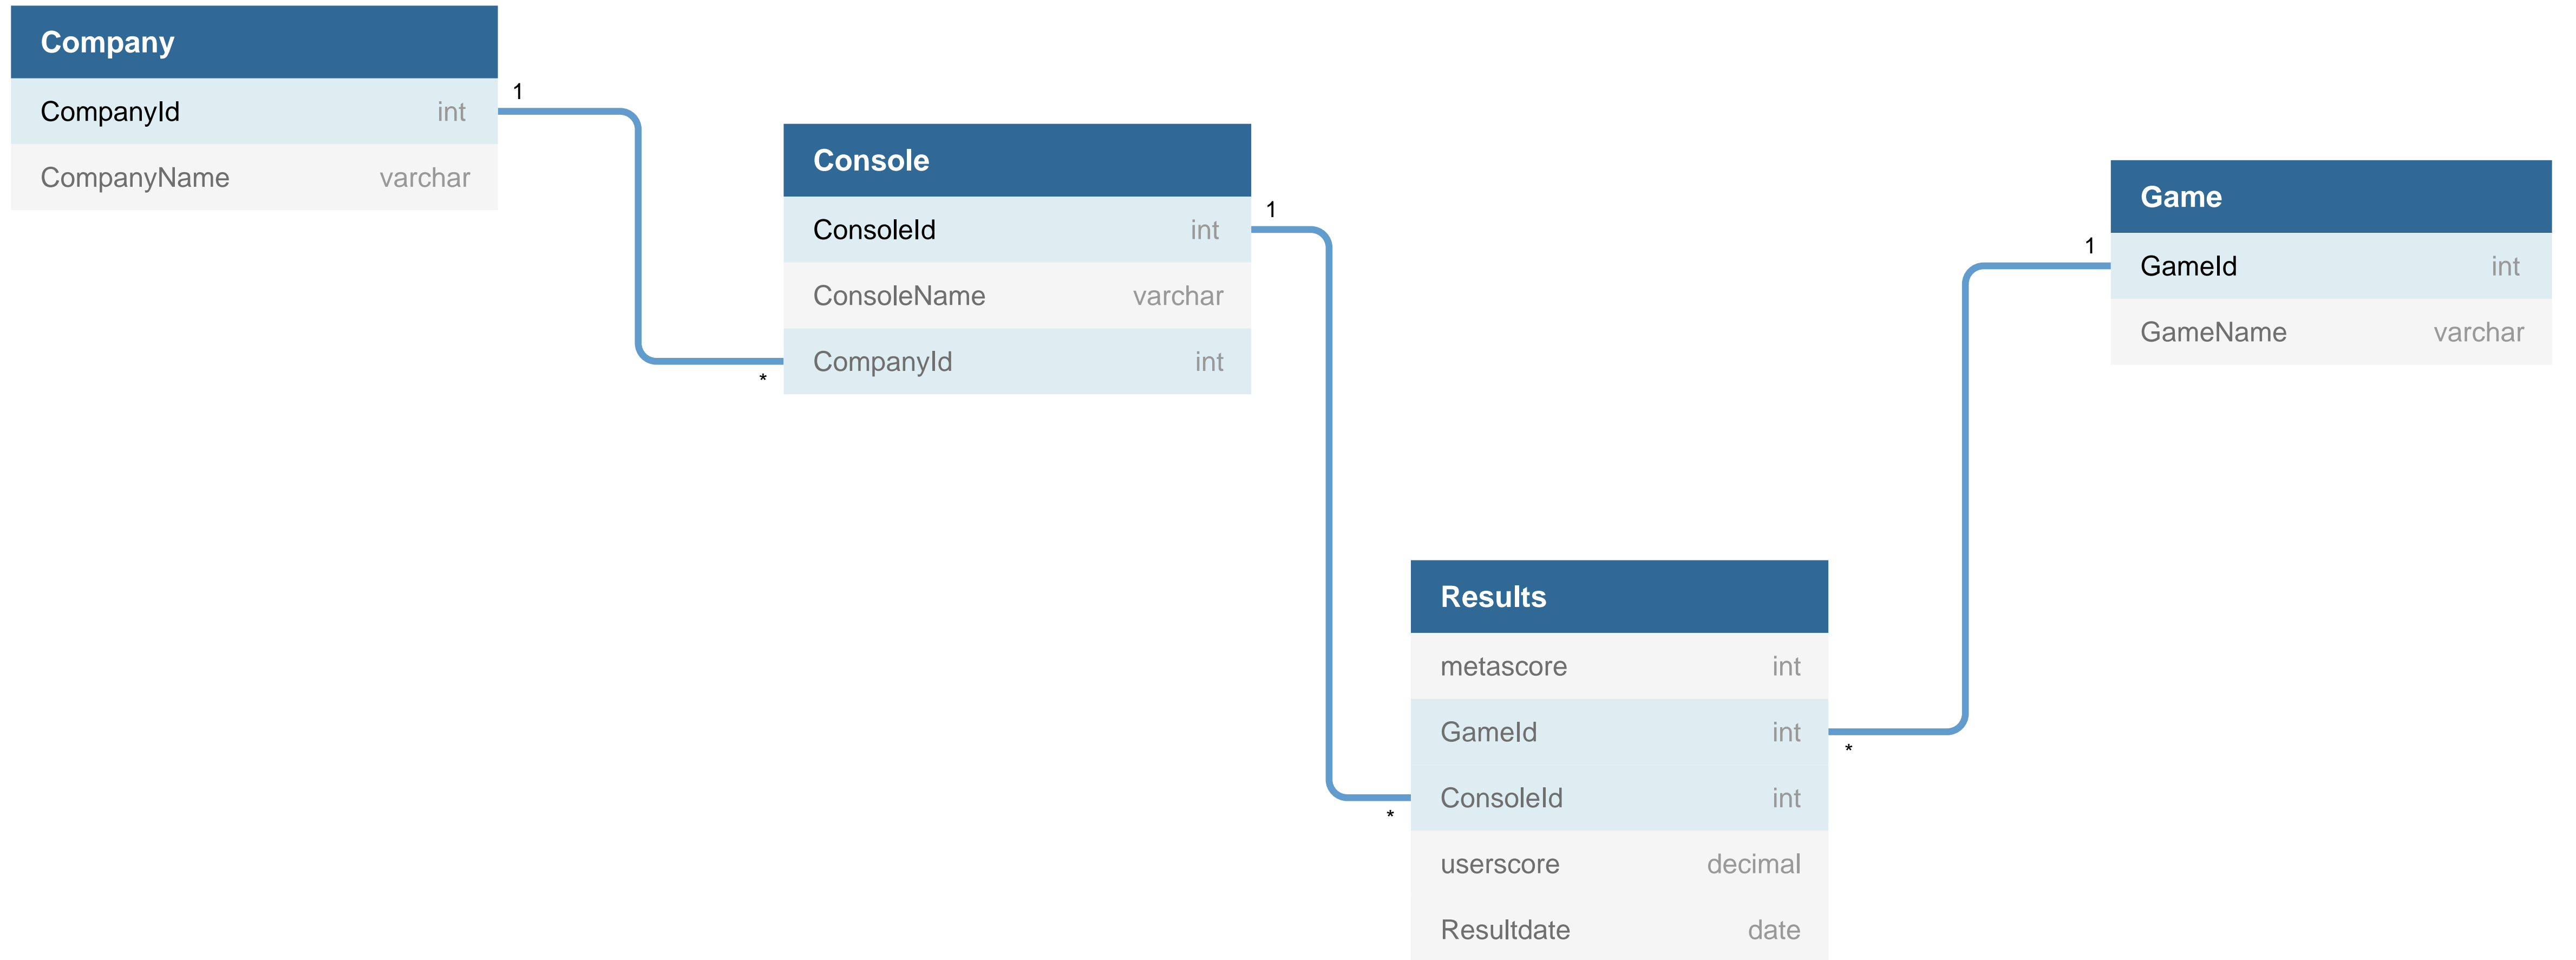 Company
CompanyId int
CompanyName varchar
1
*
Console
ConsoleId int
ConsoleName varchar
CompanyId int
1
*
Results
metascore int
GameId int
ConsoleId int
userscore decimal
Resultdate date
*
1
Game
GameId int
GameName varchar